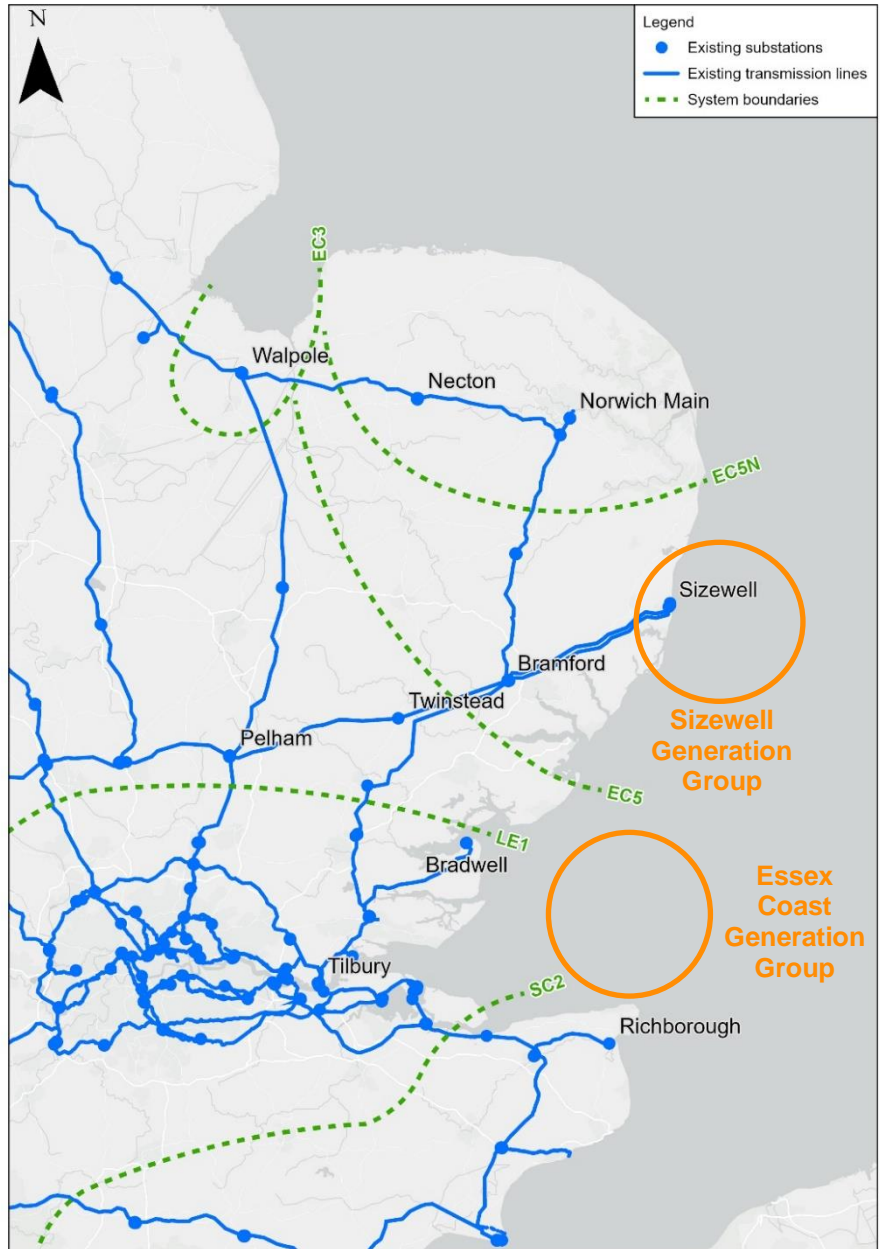 N
Legend
Existing substations
Existing transmission lines
System boundaries
EC3
Walpole
Necton
Norwich Main
EC5N
Sizewell
Bramford
Twinstead
Sizewell
Generation
Group
Pelham
EC5
LE1
Bradwell
Essex
Coast
Generation
Group
Tilbury
SC2
Richborough